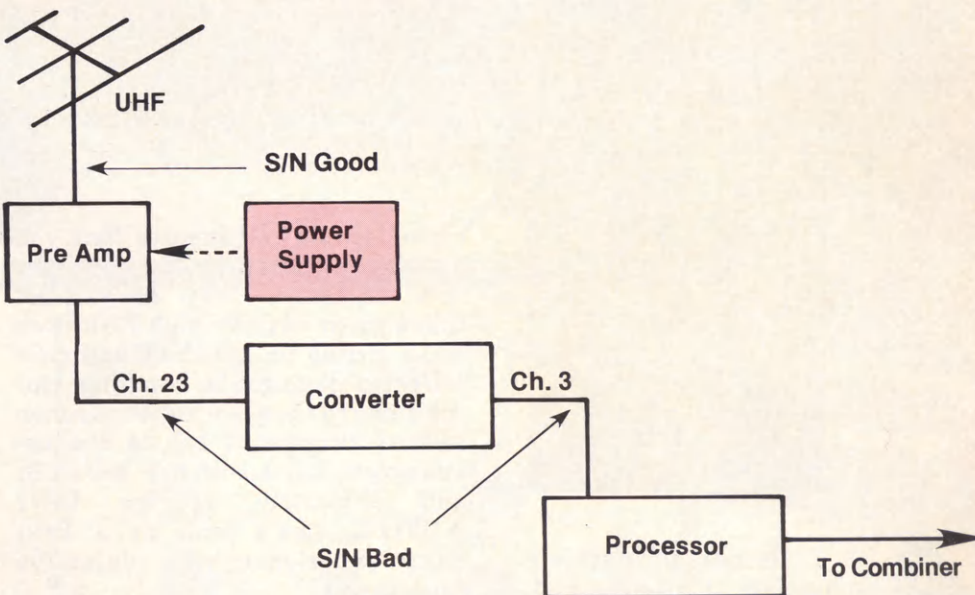 UHF
S/N Good
Pre Amp
Power
Supply
Ch. 23
Converter
Ch. 3
S/N Bad
Processor
To Combiner